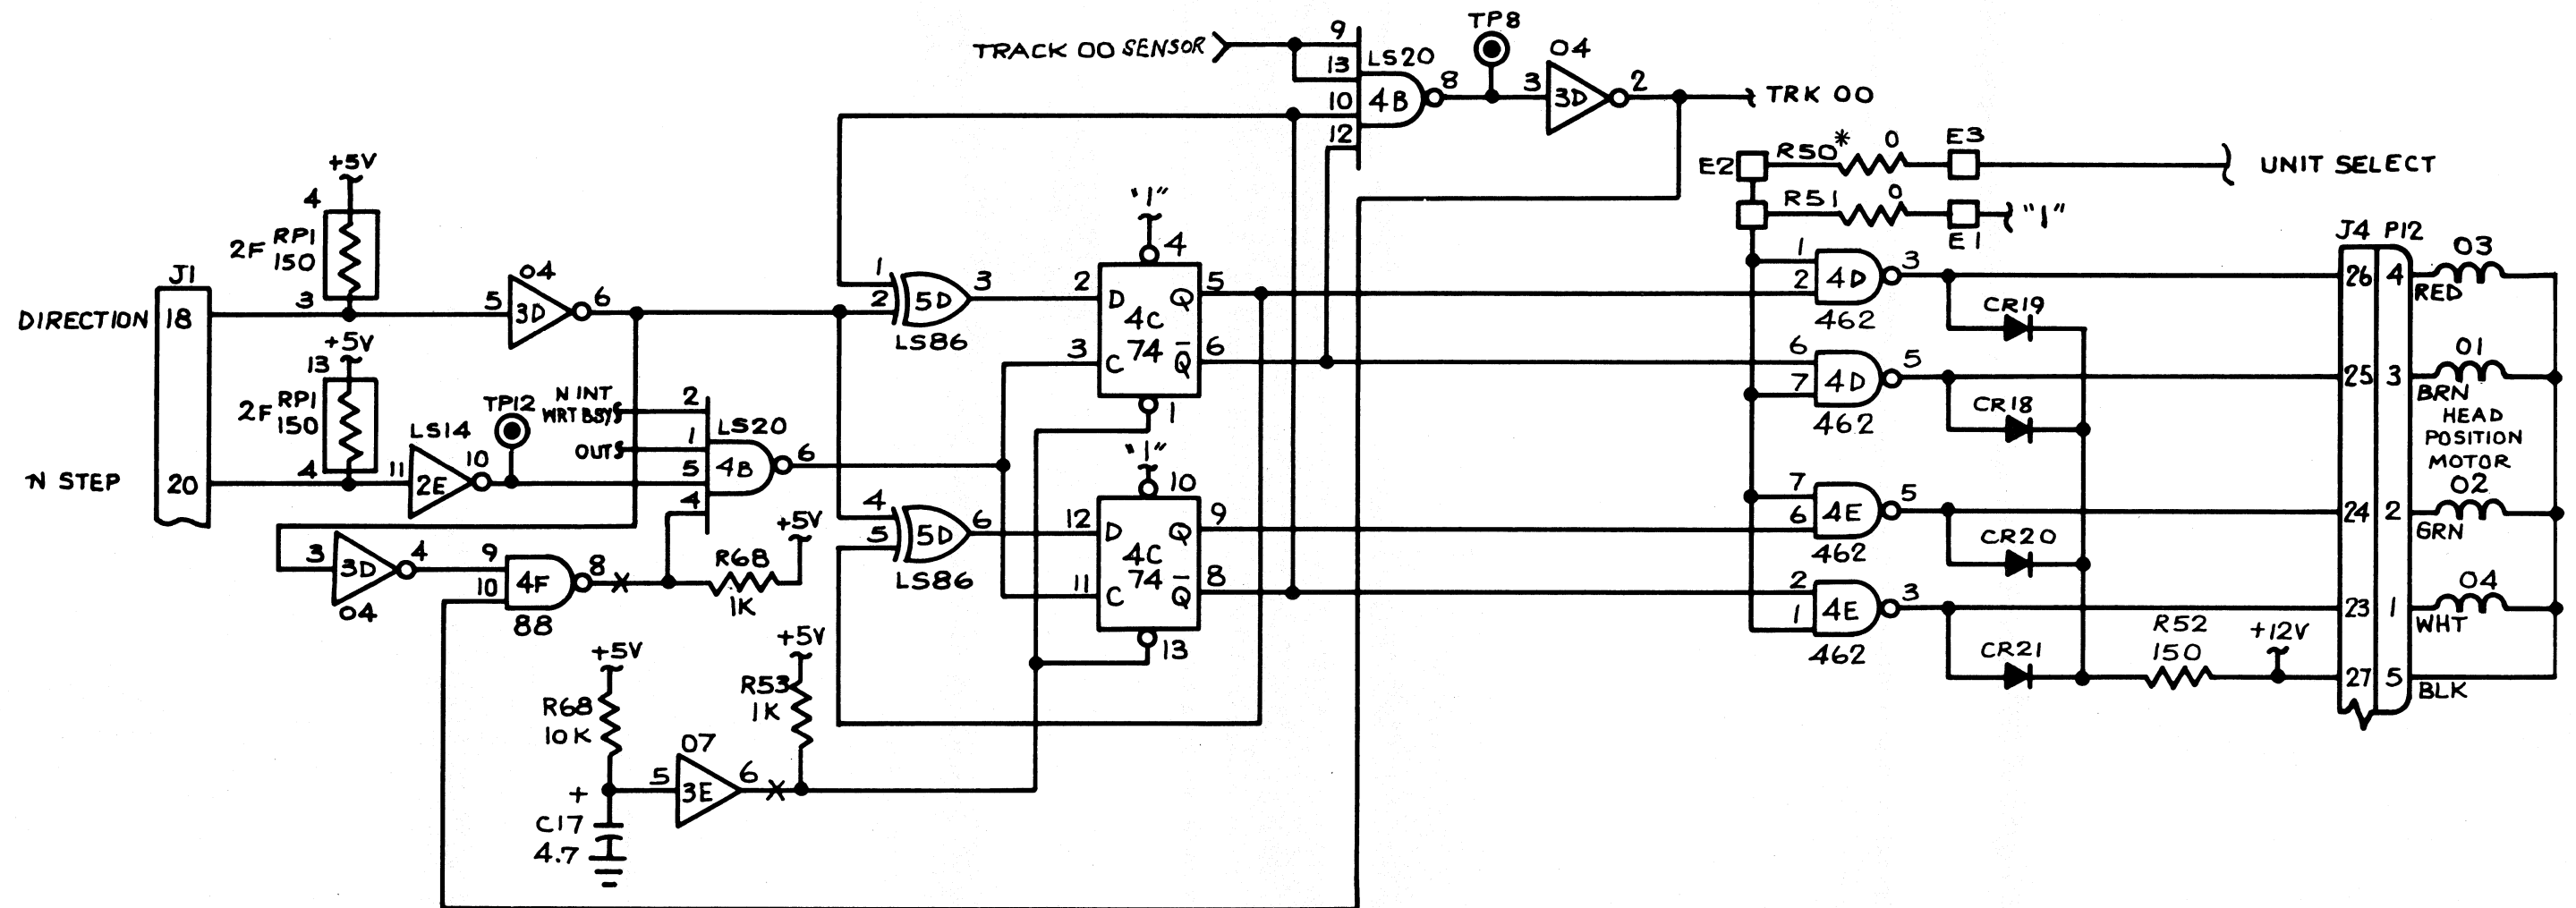 TRACK 00 SENSOR
9
13
10
12
LS20
4B
8
TP8
3
04
3D
2
TRK 00
E2
R50*
0
E3
UNIT SELECT
R51
0
E1
"1"
+5V
4
2F RP1
150
3
J1
DIRECTION 18
5
04
3D
6
+5V
13
2F RP1
150
4
N STEP 20
11
LS14
2E
10
TP12
N INT
WRT BSY
OUT
2
1
5
4
LS20
4B
6
3
3D
04
4
9
10
4F
88
8
X
R68
1K
+5V
1
2
5D
LS86
3
4
5
5D
LS86
6
"1"
4
2
D
Q
5
4C
74
3
C
Q
6
1
"1"
10
12
D
Q
9
4C
74
11
C
Q
8
13
+5V
R68
10K
+
C17
4.7
5
07
3E
6
X
+5V
R53
1K
1
2
4D
462
3
6
7
4D
462
5
7
6
4E
462
5
2
1
4E
462
3
CR19
CR18
CR20
CR21
R52
150
+12V
J4 P12
26 4
RED
03
25 3
BRN
01
HEAD
POSITION
MOTOR
24 2
GRN
02
23 1
WHT
04
27 5
BLK